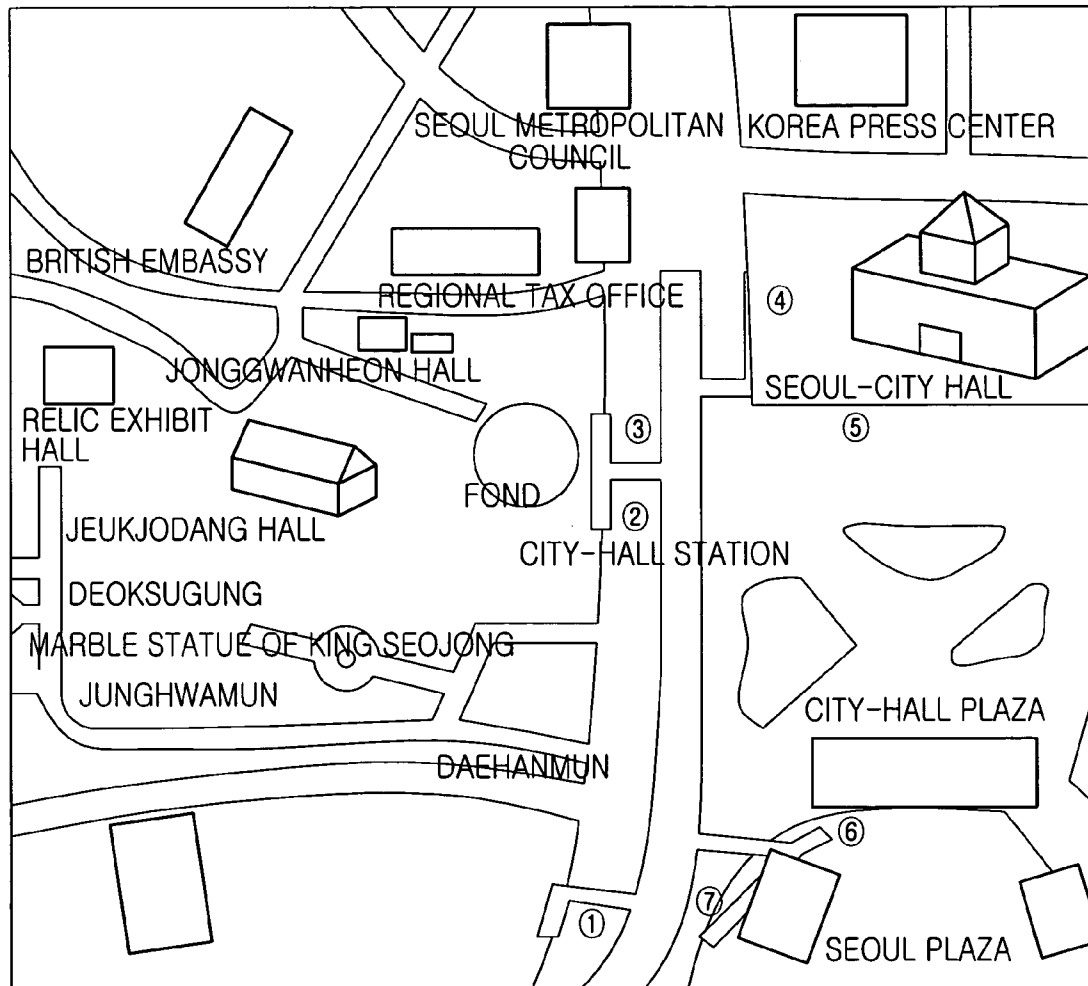 SEOUL METROPOLITAN
COUNCIL
KOREA PRESS CENTER
BRITISH EMBASSY
REGIONAL TAX OFFICE
④
JONGGWANHEON HALL
SEOUL-CITY HALL
RELIC EXHIBIT
HALL
③
⑤
FOND
②
JEUKJODANG HALL
CITY-HALL STATION
DEOKSUGUNG
MARBLE STATUE OF KING SEOJONG
JUNGHWAMUN
CITY-HALL PLAZA
DAEHANMUN
⑥
⑦
①
SEOUL PLAZA